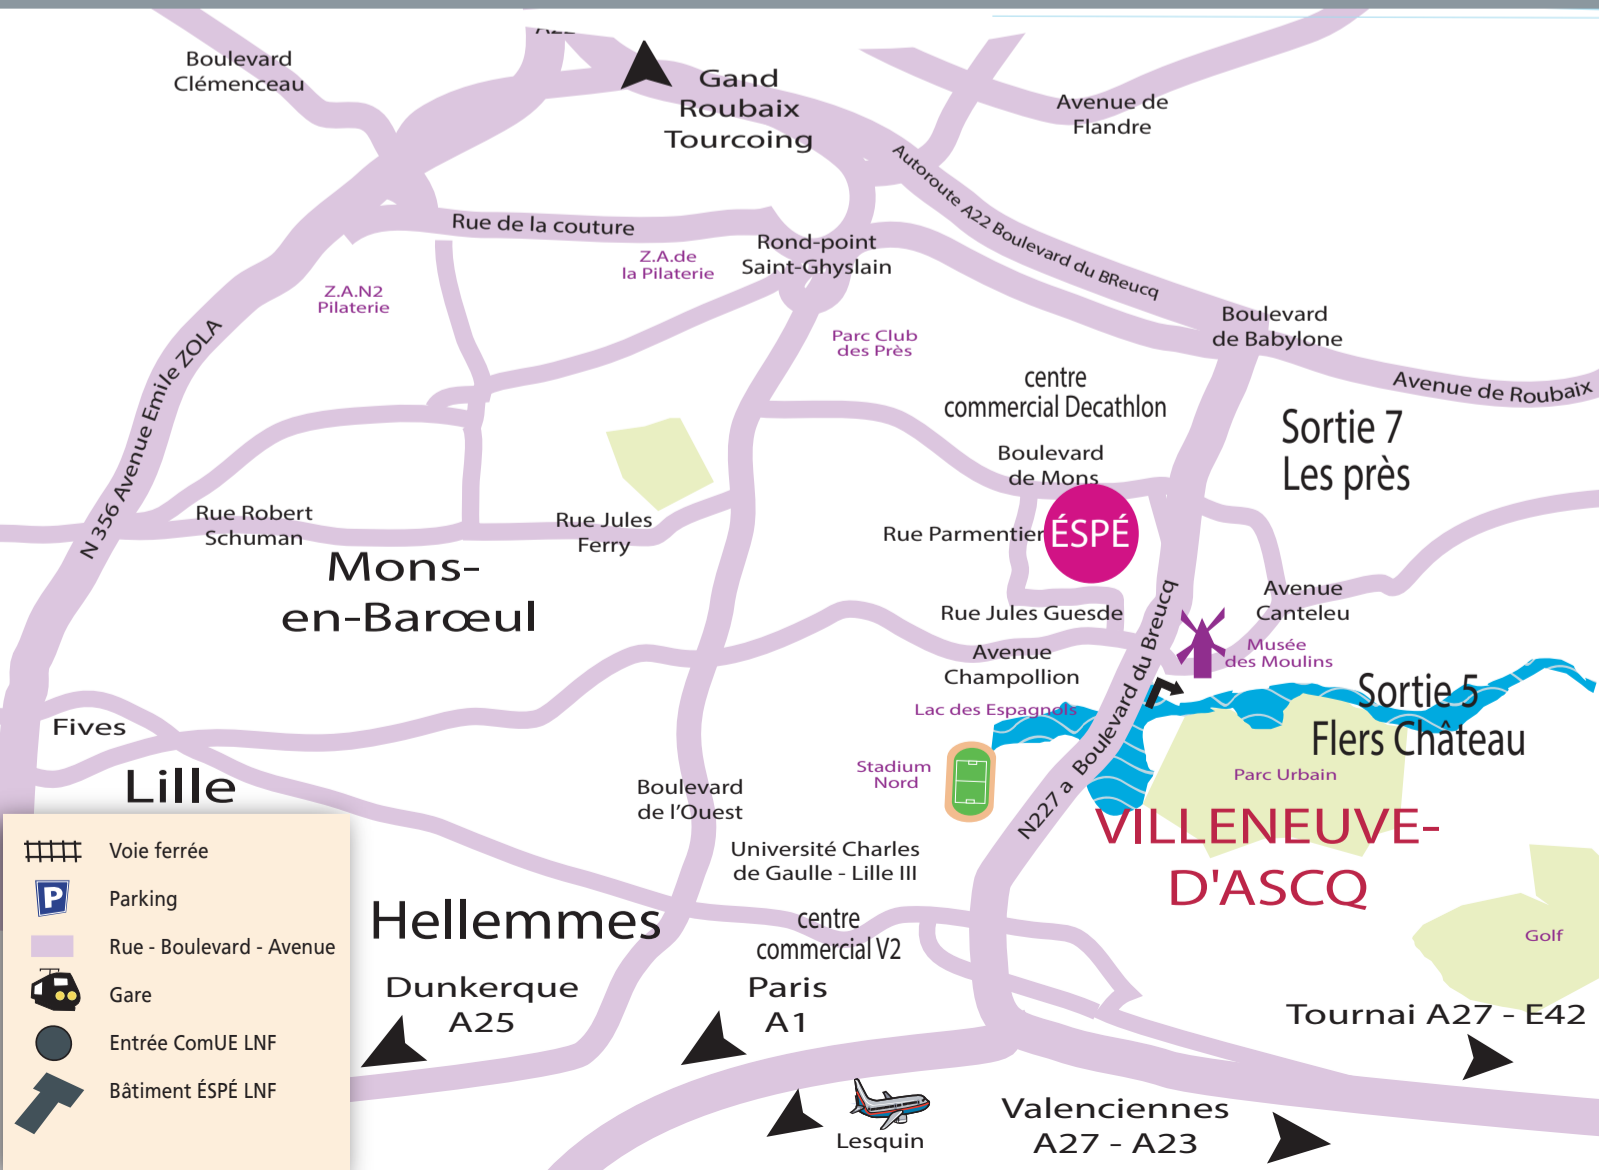 Boulevard
Clémenceau
Gand
Roubaix
Tourcoing
Avenue de
Flandre
Autoroute A22 Boulevard du BReucq
Rue de la couture
Rond-point
Saint-Ghyslain
Z.A.de
la Pilaterie
Z.A.N2
Pilaterie
N 356 Avenue Emile ZOLA
Parc Club
des Près
Boulevard
de Babylone
Avenue de Roubaix
centre
commercial Decathlon
Sortie 7
Les près
Boulevard
de Mons
Rue Robert
Schuman
Rue Jules
Ferry
Rue Parmentier
ÉSPÉ
Mons-
en-Barœul
Rue Jules Guesde
Avenue
Canteleu
Avenue
Champollion
Musée
des Moulins
Lac des Espagnols
N227 a Boulevard du Breucq
Sortie 5
Flers Château
Fives
Lille
Stadium
Nord
Parc Urbain
Boulevard
de l'Ouest
VILLENEUVE-
D'ASCQ
Université Charles
de Gaulle - Lille III
Hellemmes
centre
commercial V2
Golf
Dunkerque
A25
Paris
A1
Tournai A27 - E42
Lesquin
Valenciennes
A27 - A23
Voie ferrée
P
Parking
Rue - Boulevard - Avenue
Gare
Entrée ComUE LNF
Bâtiment ÉSPÉ LNF